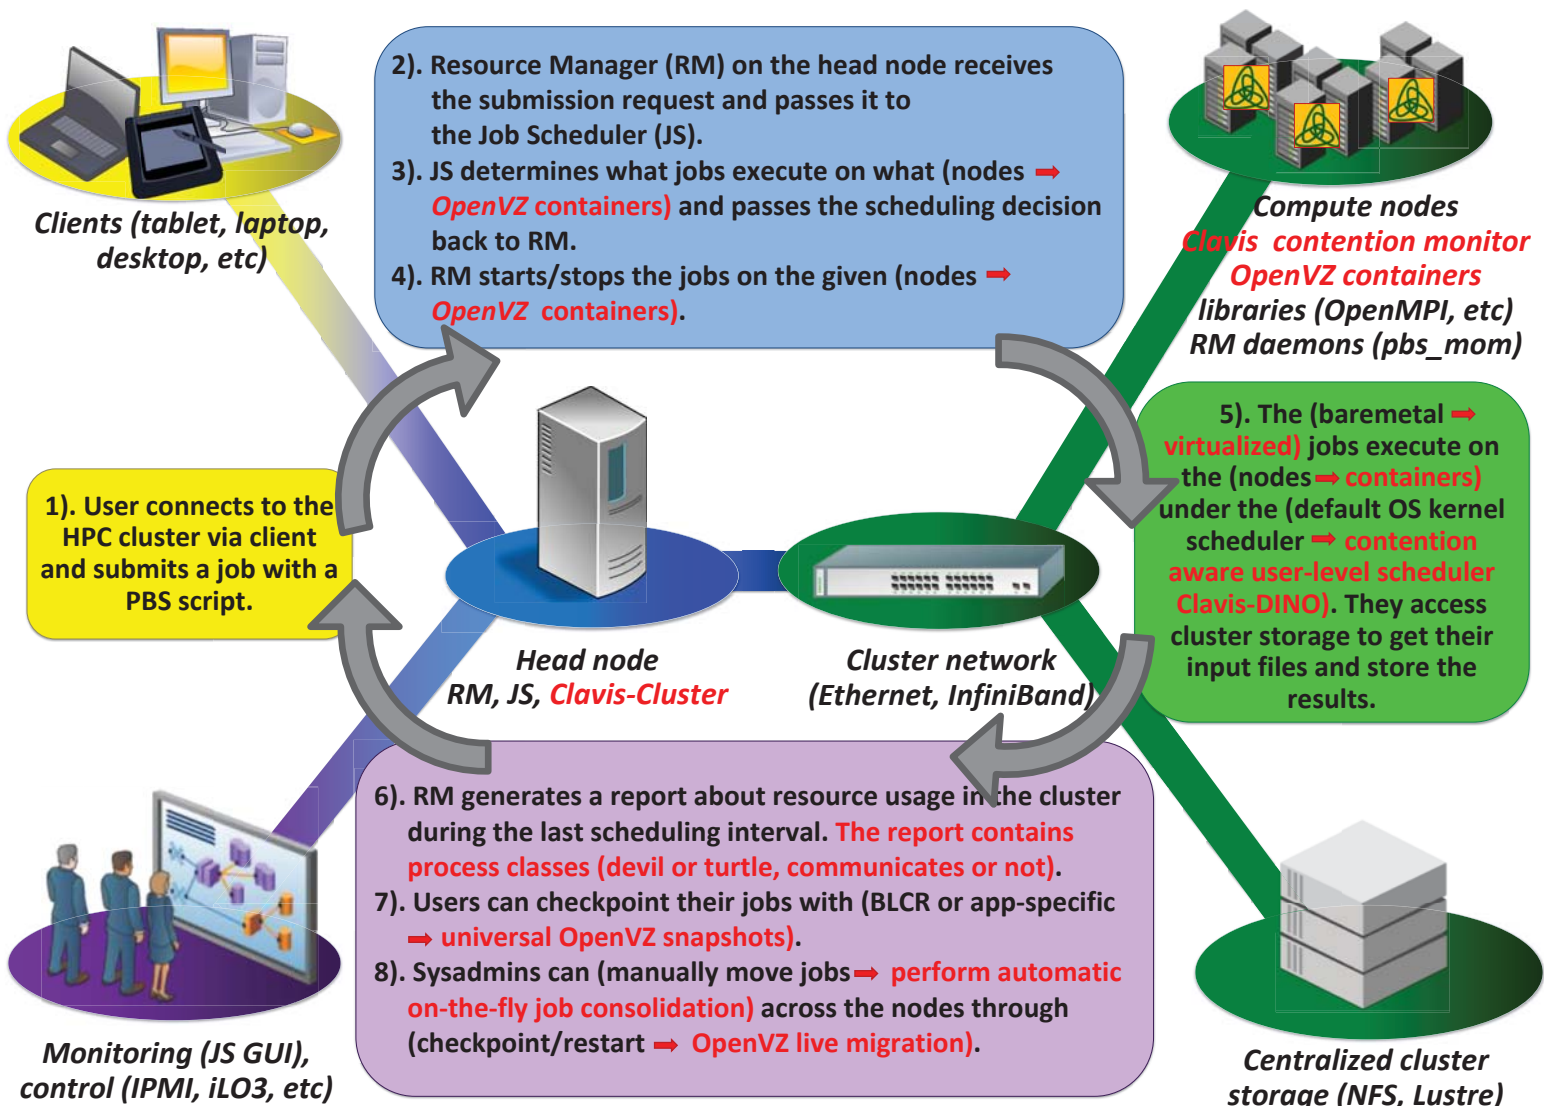 Clients (tablet, laptop,
desktop, etc)
2). Resource Manager (RM) on the head node receives
the submission request and passes it to
the Job Scheduler (JS).
3). JS determines what jobs execute on what (nodes ➡
OpenVZ containers) and passes the scheduling decision
back to RM.
4). RM starts/stops the jobs on the given (nodes ➡
OpenVZ containers).
Compute nodes
Clavis contention monitor
OpenVZ containers
libraries (OpenMPI, etc)
RM daemons (pbs_mom)
1). User connects to the
HPC cluster via client
and submits a job with a
PBS script.
Head node
RM, JS, Clavis-Cluster
Cluster network
(Ethernet, InfiniBand)
5). The (baremetal ➡
virtualized) jobs execute on
the (nodes ➡ containers)
under the (default OS kernel
scheduler ➡ contention
aware user-level scheduler
Clavis-DINO). They access
cluster storage to get their
input files and store the
results.
6). RM generates a report about resource usage in the cluster
during the last scheduling interval. The report contains
process classes (devil or turtle, communicates or not).
7). Users can checkpoint their jobs with (BLCR or app-specific
➡ universal OpenVZ snapshots).
8). Sysadmins can (manually move jobs ➡ perform automatic
on-the-fly job consolidation) across the nodes through
(checkpoint/restart ➡ OpenVZ live migration).
Monitoring (JS GUI),
control (IPMI, iLO3, etc)
Centralized cluster
storage (NFS, Lustre)